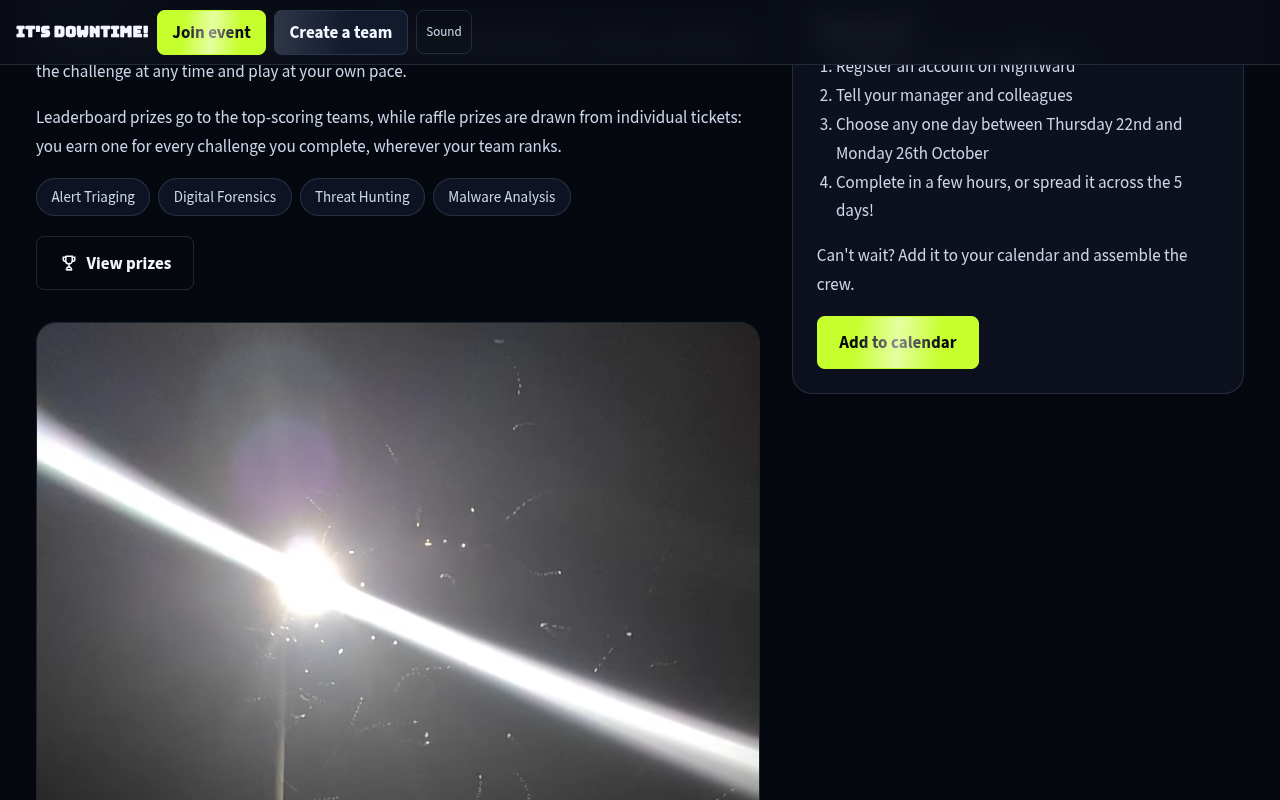 IT'S DOWNTIME!
Join event
Create a team
Sound
the challenge at any time and play at your own pace.
Leaderboard prizes go to the top-scoring teams, while raffle prizes are drawn from individual tickets:
you earn one for every challenge you complete, wherever your team ranks.
Alert Triaging
Digital Forensics
Threat Hunting
Malware Analysis
View prizes
1. Register an account on NightWard
2. Tell your manager and colleagues
3. Choose any one day between Thursday 22nd and
Monday 26th October
4. Complete in a few hours, or spread it across the 5
days!
Can't wait? Add it to your calendar and assemble the
crew.
Add to calendar